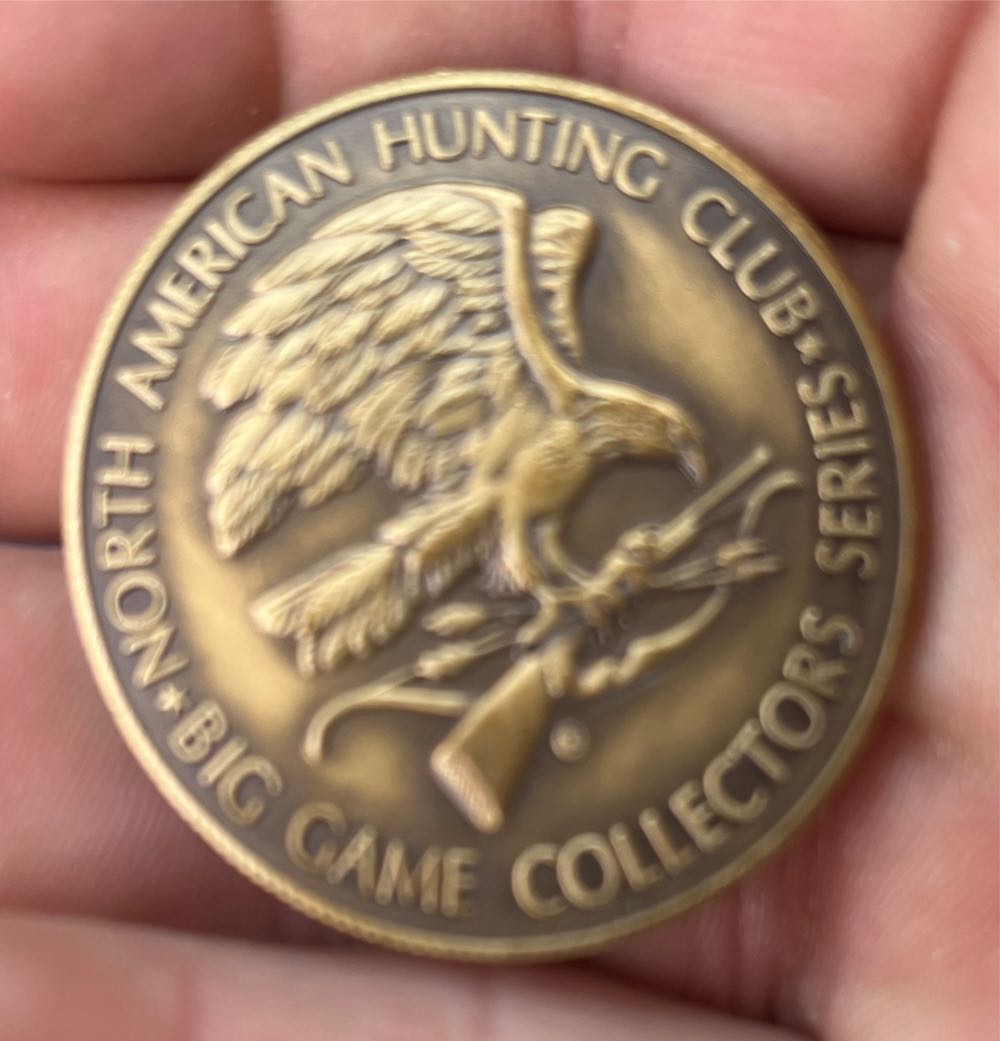 NORTH AMERICAN HUNTING CLUB
★ BIG GAME COLLECTORS SERIES ★
®